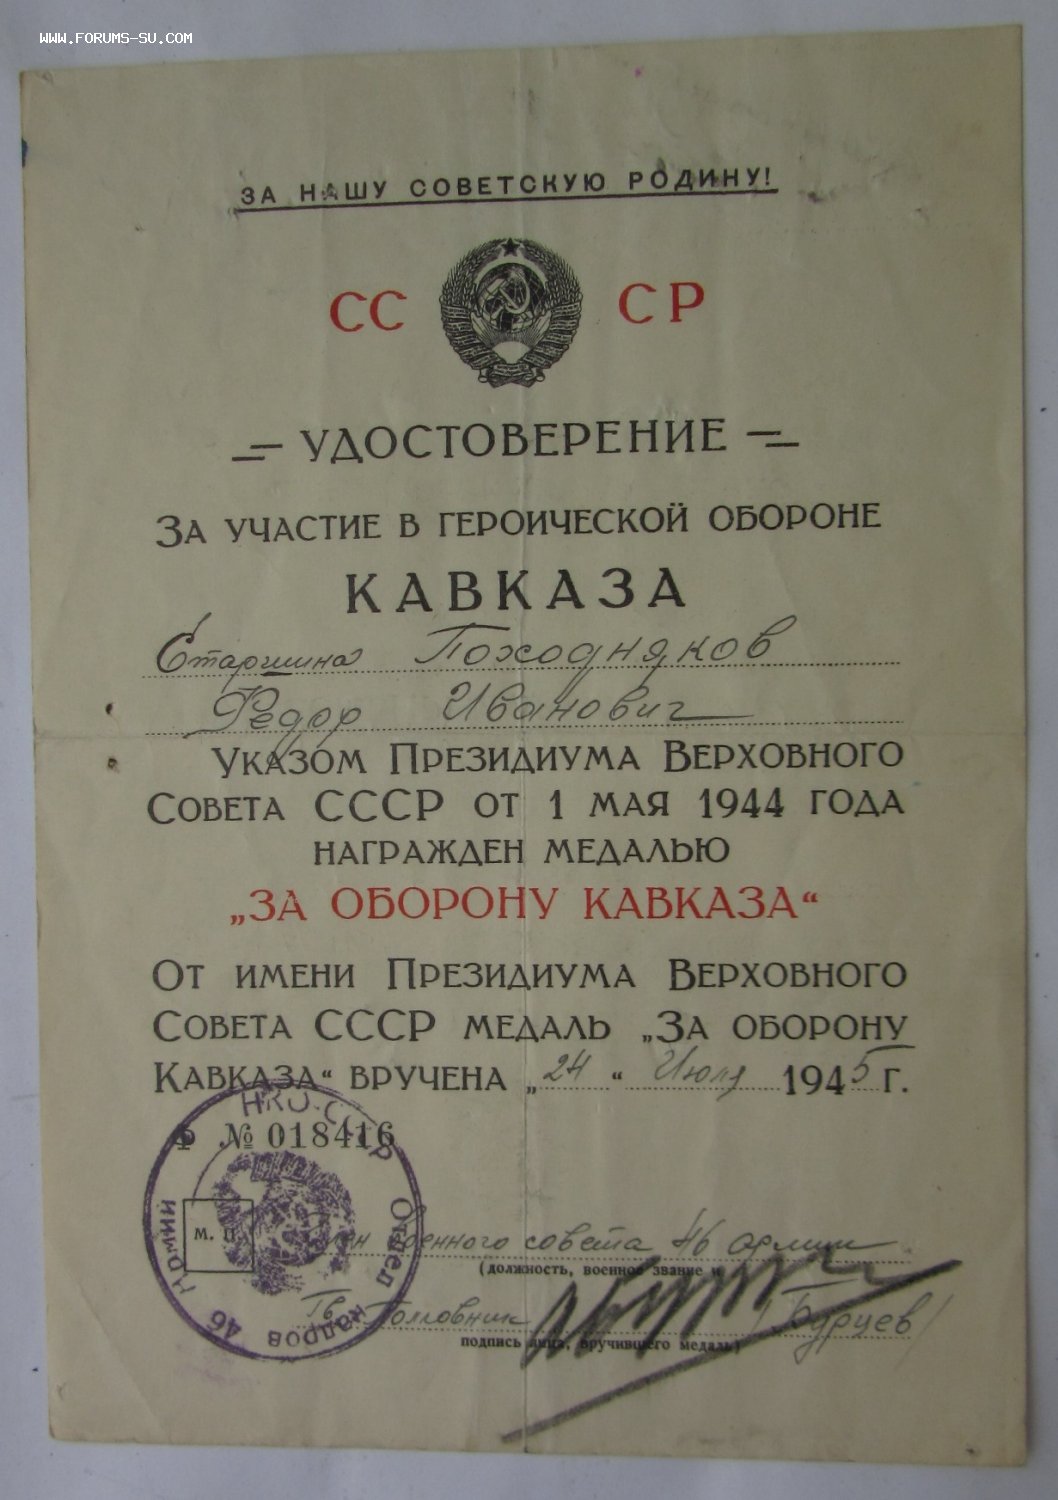 WWW.FORUMS-SU.COM
ЗА НАШУ СОВЕТСКУЮ РОДИНУ!
СС СР
УДОСТОВЕРЕНИЕ
ЗА УЧАСТИЕ В ГЕРОИЧЕСКОЙ ОБОРОНЕ
КАВКАЗА
Старшина Походняков
Федор Иванович
УКАЗОМ ПРЕЗИДИУМА ВЕРХОВНОГО
СОВЕТА СССР ОТ 1 МАЯ 1944 ГОДА
НАГРАЖДЕН МЕДАЛЬЮ
„ЗА ОБОРОНУ КАВКАЗА“
ОТ ИМЕНИ ПРЕЗИДИУМА ВЕРХОВНОГО
СОВЕТА СССР МЕДАЛЬ „ЗА ОБОРОНУ
КАВКАЗА“ ВРУЧЕНА „24“ Июля 1945 Г.
НКО-СССР
Ф № 018416
Отдел кадров 46 Армии
М. П.
Член военного совета 46 армии
(должность, военное звание и
Гв. Полковник /Бурцев/
подпись лица, вручившего медаль)